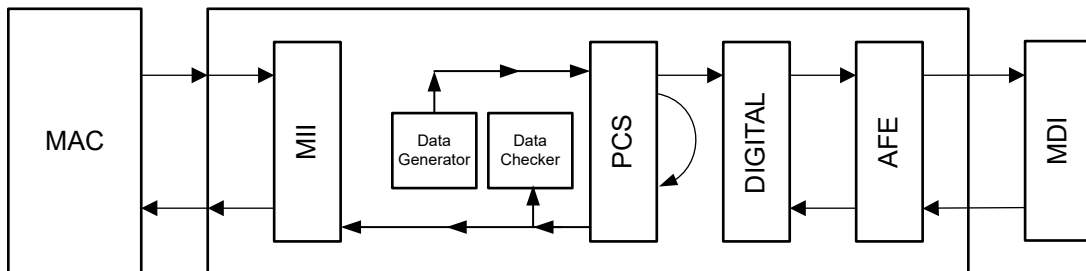 MAC
MII
Data
Generator
Data
Checker
PCS
DIGITAL
AFE
MDI